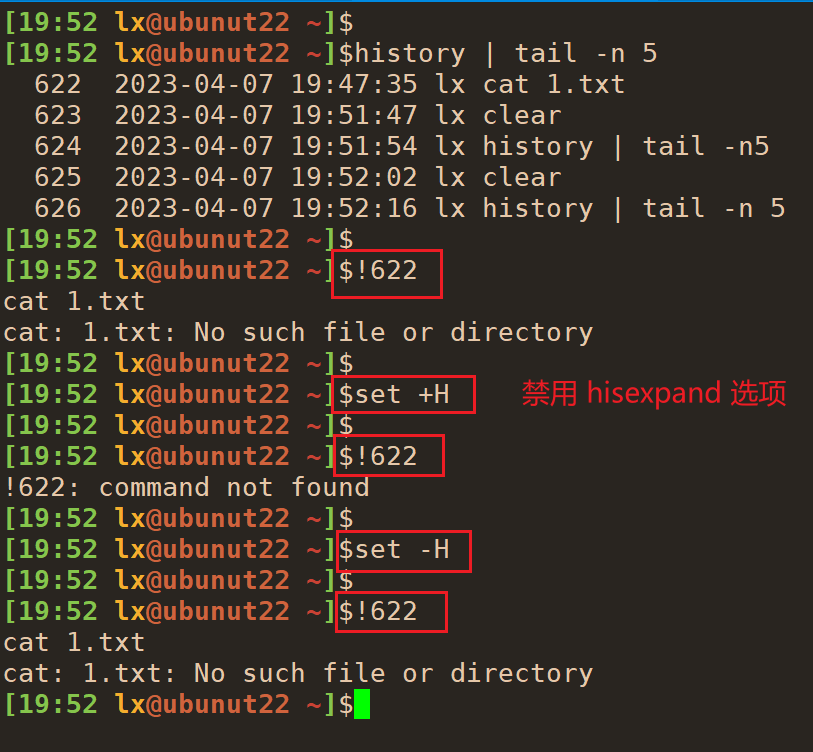 [19:52 lx@ubunut22 ~]$
[19:52 lx@ubunut22 ~]$history | tail -n 5
  622  2023-04-07 19:47:35 lx cat 1.txt
  623  2023-04-07 19:51:47 lx clear
  624  2023-04-07 19:51:54 lx history | tail -n5
  625  2023-04-07 19:52:02 lx clear
  626  2023-04-07 19:52:16 lx history | tail -n 5
[19:52 lx@ubunut22 ~]$
[19:52 lx@ubunut22 ~]$!622
cat 1.txt
cat: 1.txt: No such file or directory
[19:52 lx@ubunut22 ~]$
[19:52 lx@ubunut22 ~]$set +H 禁用 hisexpand 选项
[19:52 lx@ubunut22 ~]$
[19:52 lx@ubunut22 ~]$!622
!622: command not found
[19:52 lx@ubunut22 ~]$
[19:52 lx@ubunut22 ~]$set -H
[19:52 lx@ubunut22 ~]$
[19:52 lx@ubunut22 ~]$!622
cat 1.txt
cat: 1.txt: No such file or directory
[19:52 lx@ubunut22 ~]$